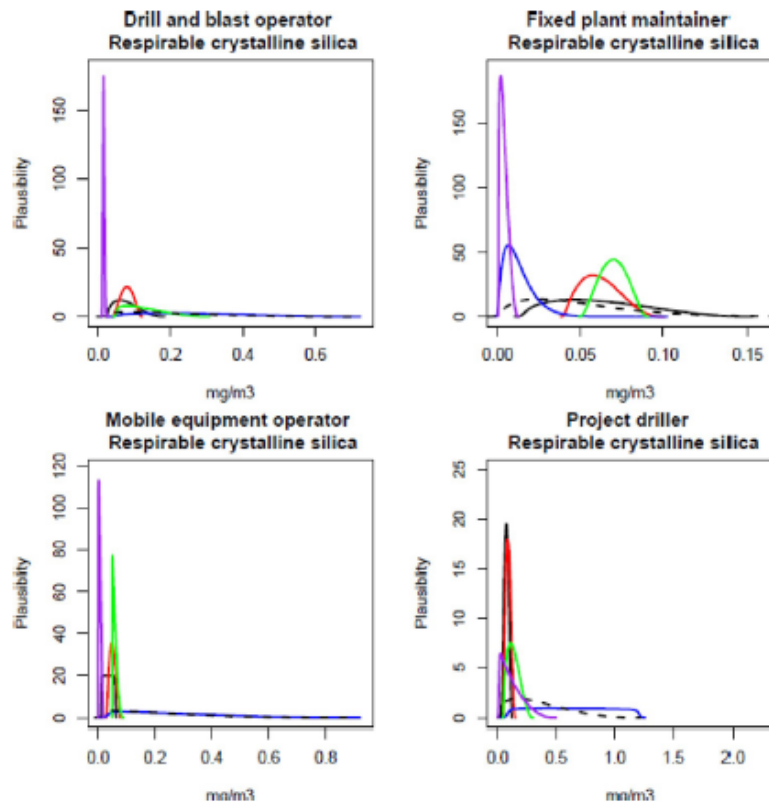 Drill and blast operator
Respirable crystalline silica
Plausiblity
150
100
50
0
0.0 0.2 0.4 0.6
mg/m3
Fixed plant maintainer
Respirable crystalline silica
Plausiblity
150
100
50
0
0.00 0.05 0.10 0.15
mg/m3
Mobile equipment operator
Respirable crystalline silica
Plausiblity
120
100
80
60
40
20
0
0.0 0.2 0.4 0.6 0.8
mg/m3
Project driller
Respirable crystalline silica
Plausiblity
25
20
15
10
5
0
0.0 0.5 1.0 1.5 2.0
mg/m3